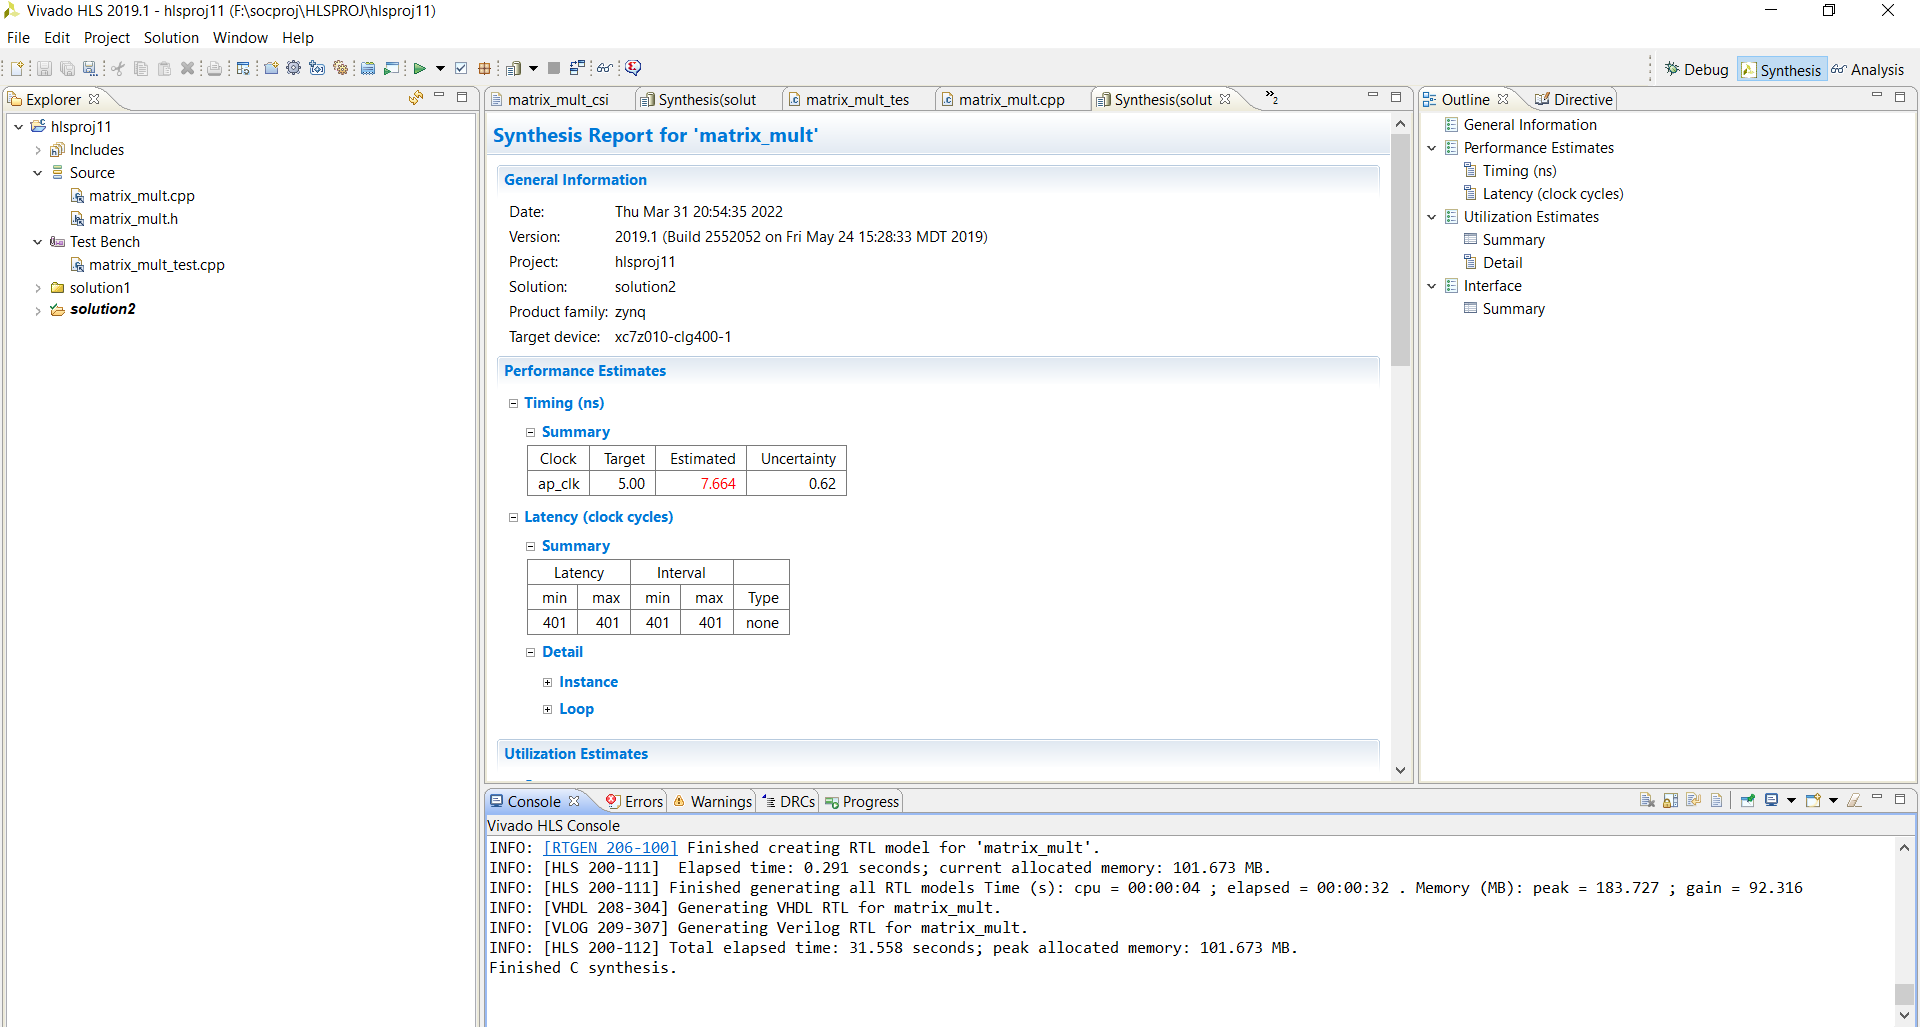 Vivado HLS 2019.1 - hlsproj11 (F:\socproj\HLSPROJ\hlsproj11)
File Edit Project Solution Window Help
Debug Synthesis Analysis
Explorer
hlsproj11
Includes
Source
matrix_mult.cpp
matrix_mult.h
Test Bench
matrix_mult_test.cpp
solution1
solution2
matrix_mult_csi Synthesis(solut matrix_mult_tes matrix_mult.cpp Synthesis(solut »2
Synthesis Report for 'matrix_mult'
General Information
Date: Thu Mar 31 20:54:35 2022
Version: 2019.1 (Build 2552052 on Fri May 24 15:28:33 MDT 2019)
Project: hlsproj11
Solution: solution2
Product family: zynq
Target device: xc7z010-clg400-1
Performance Estimates
Timing (ns)
Summary
Clock Target Estimated Uncertainty
ap_clk 5.00 7.664 0.62
Latency (clock cycles)
Summary
Latency Interval
min max min max Type
401 401 401 401 none
Detail
Instance
Loop
Utilization Estimates
Outline Directive
General Information
Performance Estimates
Timing (ns)
Latency (clock cycles)
Utilization Estimates
Summary
Detail
Interface
Summary
Console Errors Warnings DRCs Progress
Vivado HLS Console
INFO: [RTGEN 206-100] Finished creating RTL model for 'matrix_mult'.
INFO: [HLS 200-111]  Elapsed time: 0.291 seconds; current allocated memory: 101.673 MB.
INFO: [HLS 200-111] Finished generating all RTL models Time (s): cpu = 00:00:04 ; elapsed = 00:00:32 . Memory (MB): peak = 183.727 ; gain = 92.316
INFO: [VHDL 208-304] Generating VHDL RTL for matrix_mult.
INFO: [VLOG 209-307] Generating Verilog RTL for matrix_mult.
INFO: [HLS 200-112] Total elapsed time: 31.558 seconds; peak allocated memory: 101.673 MB.
Finished C synthesis.